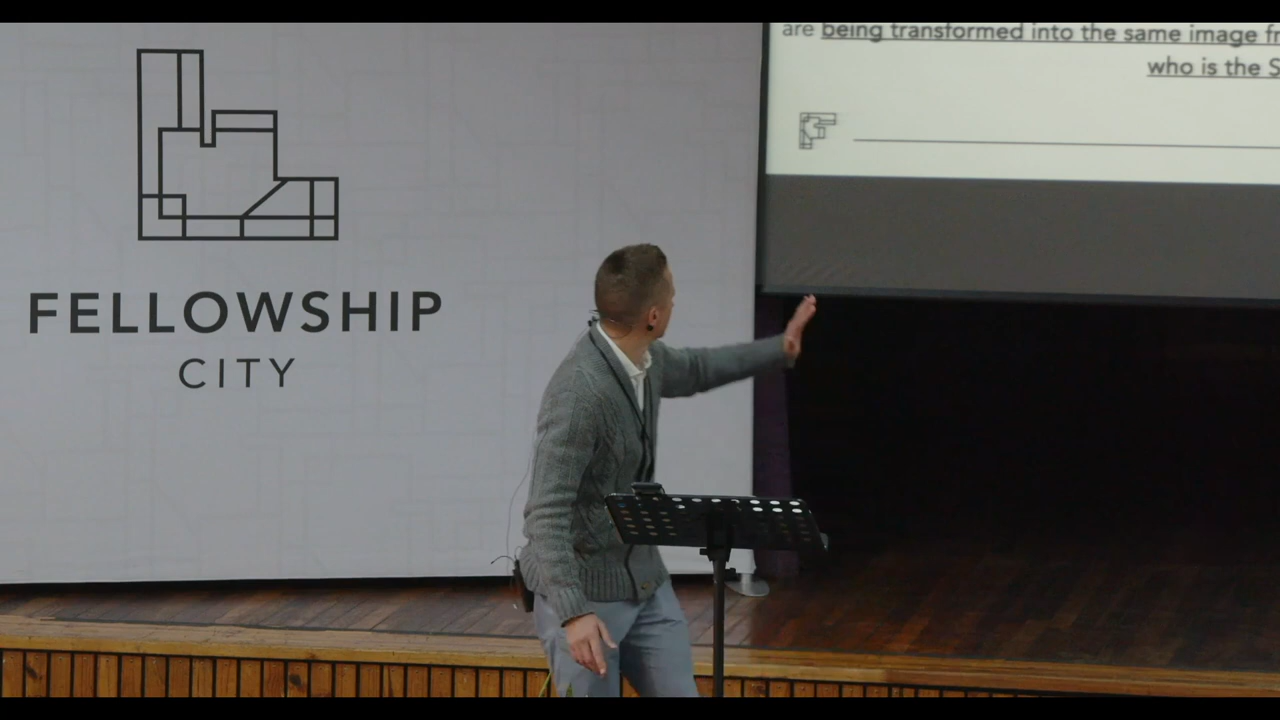 FELLOWSHIP
CITY
are being transformed into the same image
who is the